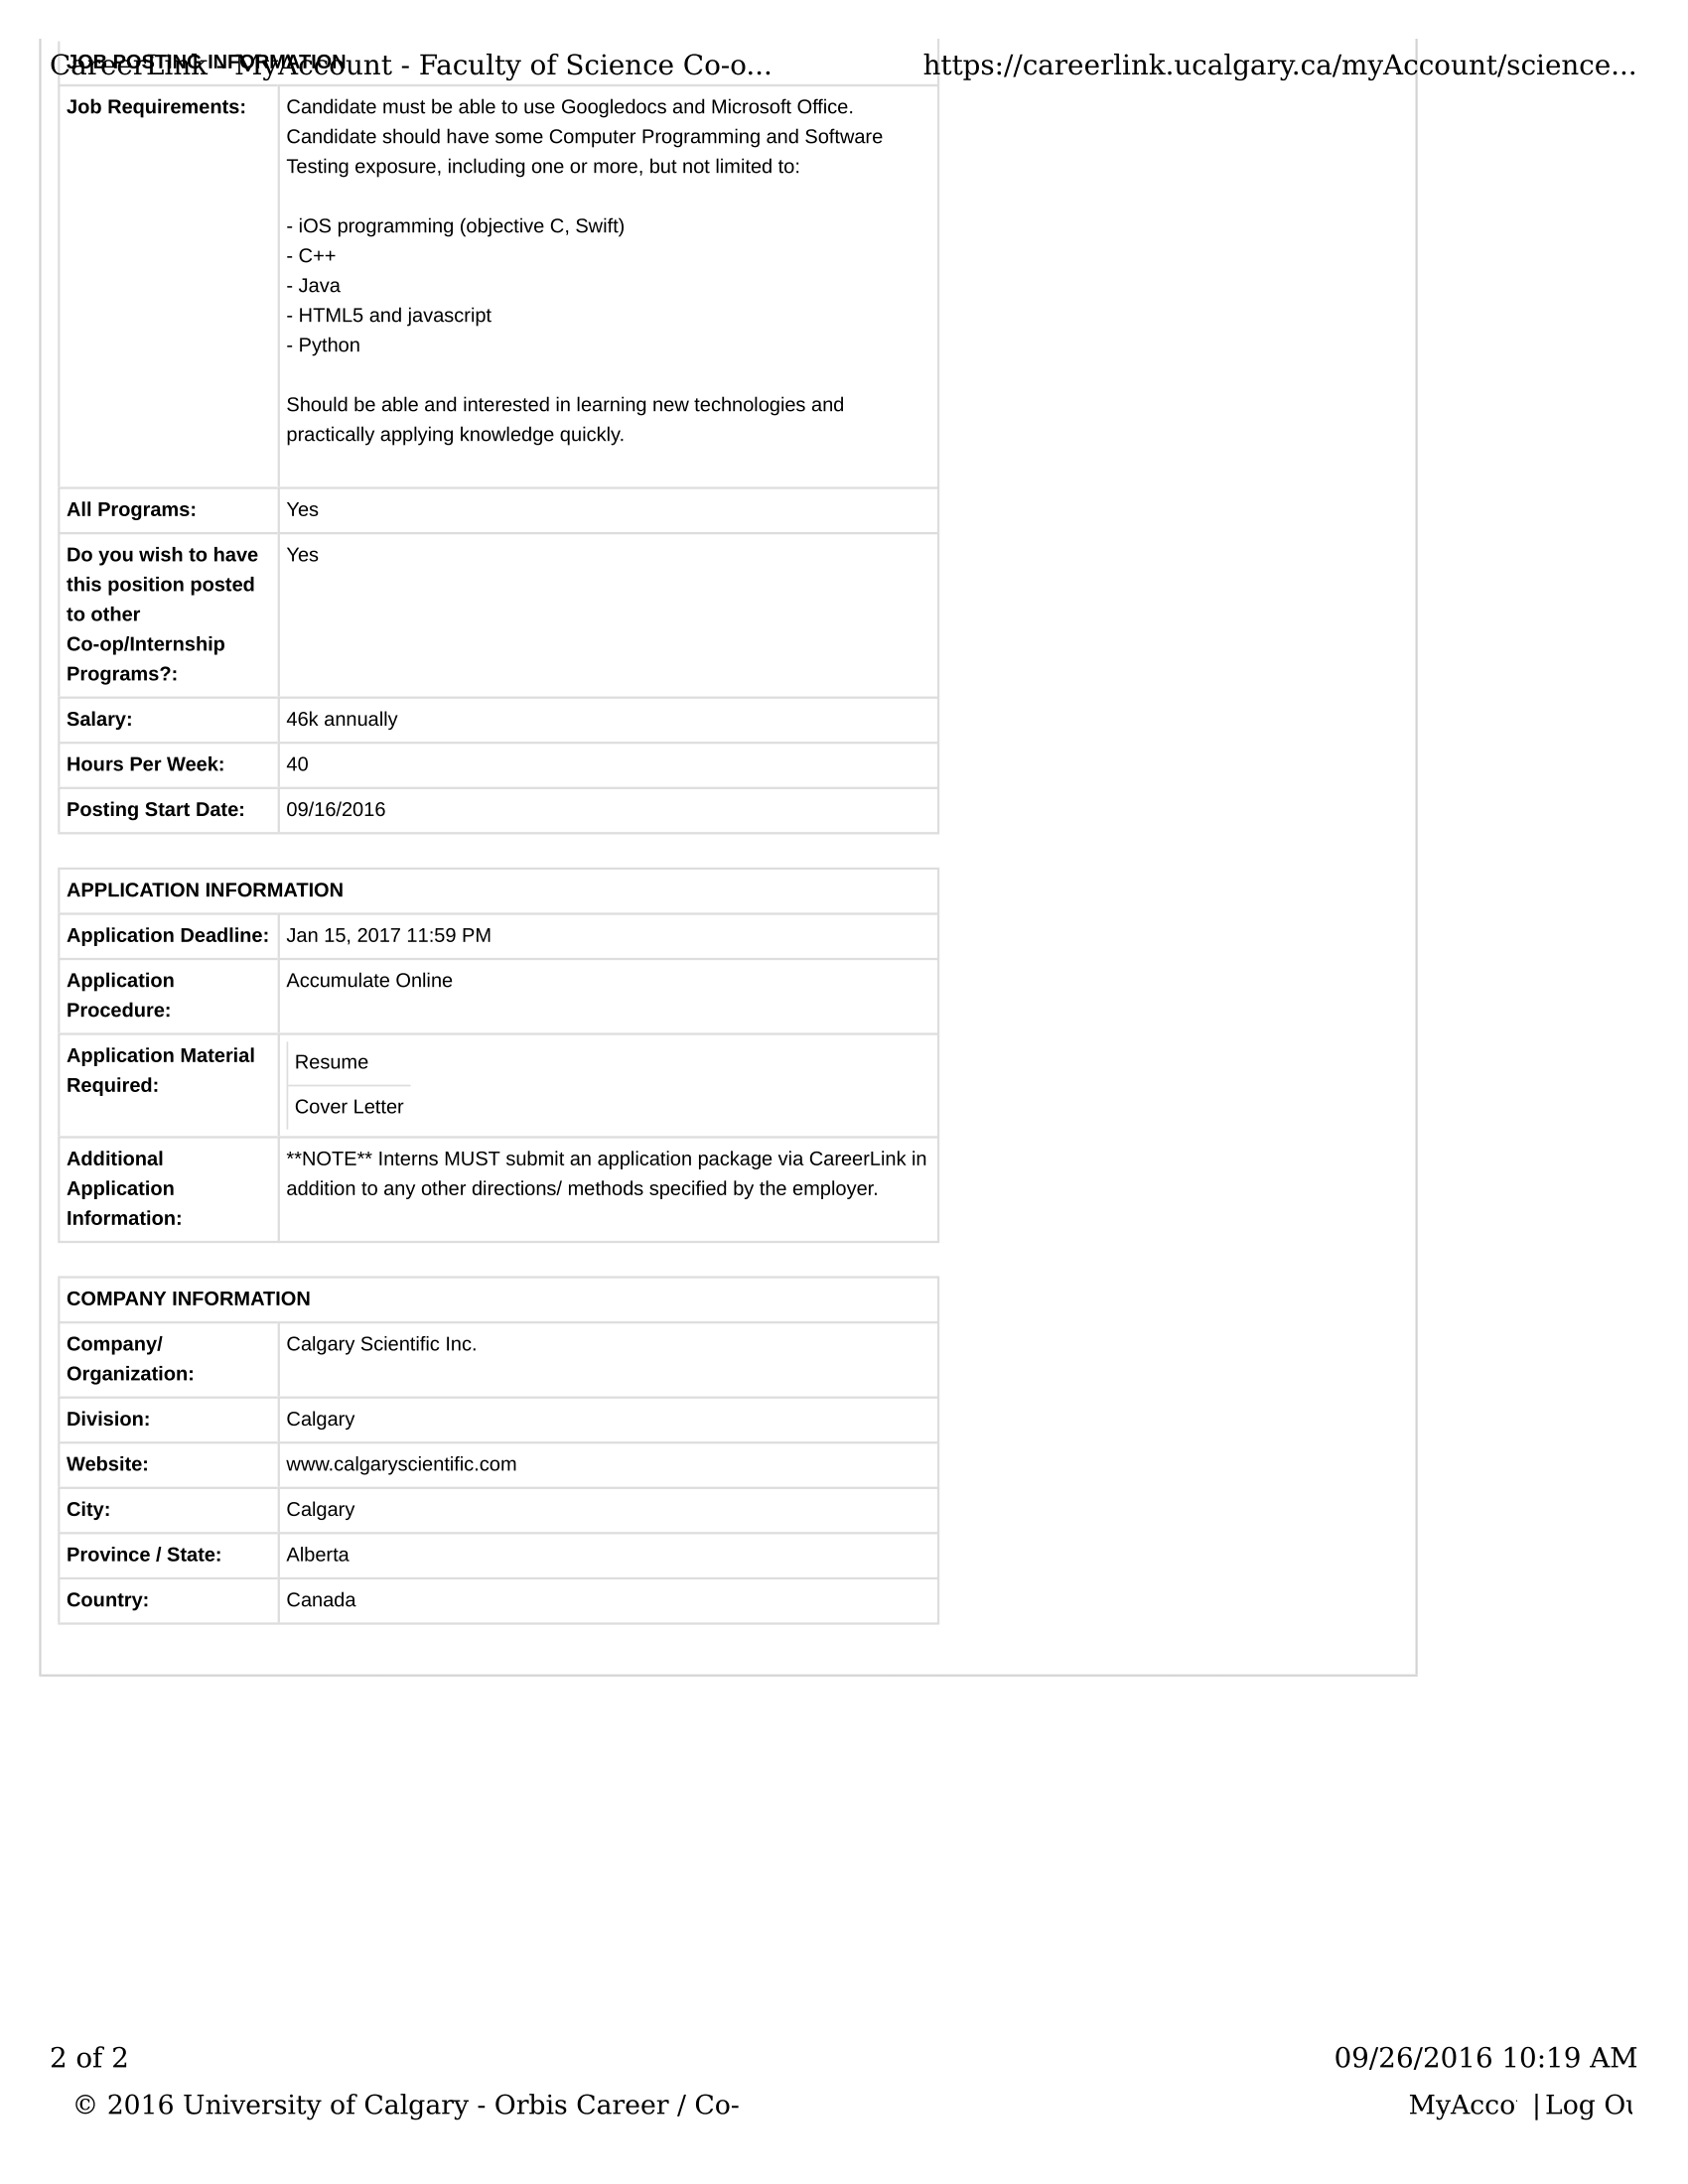 JOB POSTING INFORMATION
CareerLink - MyAccount - Faculty of Science Co-o... https://careerlink.ucalgary.ca/myAccount/science...
Job Requirements: Candidate must be able to use Googledocs and Microsoft Office.
Candidate should have some Computer Programming and Software
Testing exposure, including one or more, but not limited to:
- iOS programming (objective C, Swift)
- C++
- Java
- HTML5 and javascript
- Python
Should be able and interested in learning new technologies and
practically applying knowledge quickly.
All Programs: Yes
Do you wish to have Yes
this position posted
to other
Co-op/Internship
Programs?:
Salary: 46k annually
Hours Per Week: 40
Posting Start Date: 09/16/2016
APPLICATION INFORMATION
Application Deadline: Jan 15, 2017 11:59 PM
Application Accumulate Online
Procedure:
Application Material Resume
Required:
Cover Letter
Additional **NOTE** Interns MUST submit an application package via CareerLink in
Application addition to any other directions/ methods specified by the employer.
Information:
COMPANY INFORMATION
Company/ Calgary Scientific Inc.
Organization:
Division: Calgary
Website: www.calgaryscientific.com
City: Calgary
Province / State: Alberta
Country: Canada
2 of 2 09/26/2016 10:19 AM
© 2016 University of Calgary - Orbis Career / Co- MyAcco | Log Ou